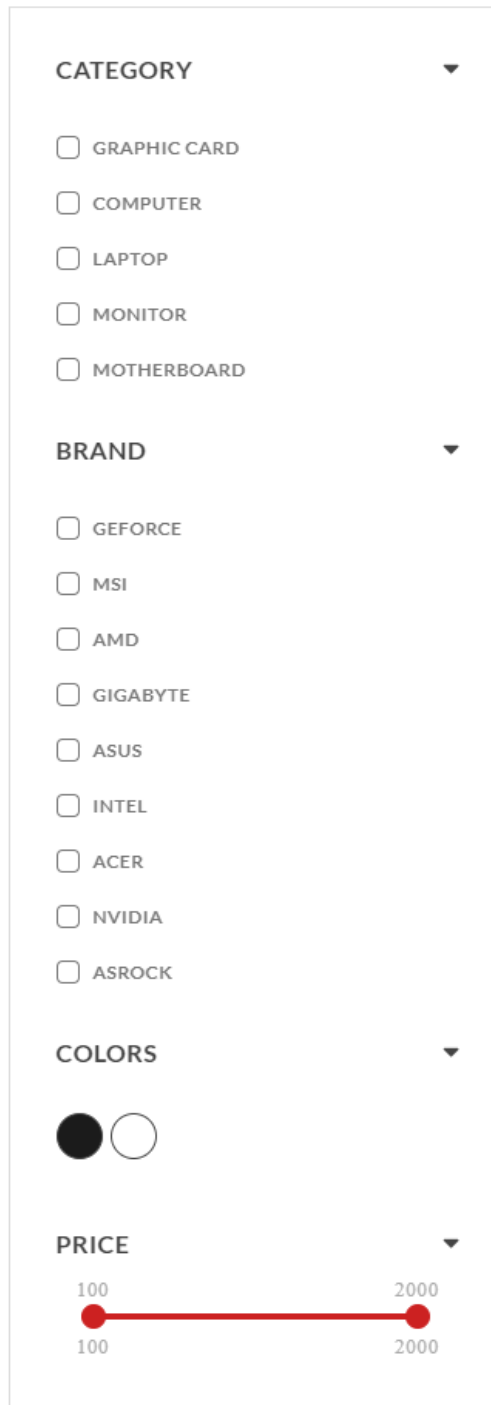 CATEGORY
GRAPHIC CARD
COMPUTER
LAPTOP
MONITOR
MOTHERBOARD
BRAND
GEFORCE
MSI
AMD
GIGABYTE
ASUS
INTEL
ACER
NVIDIA
ASROCK
COLORS
PRICE
100 2000
100 2000